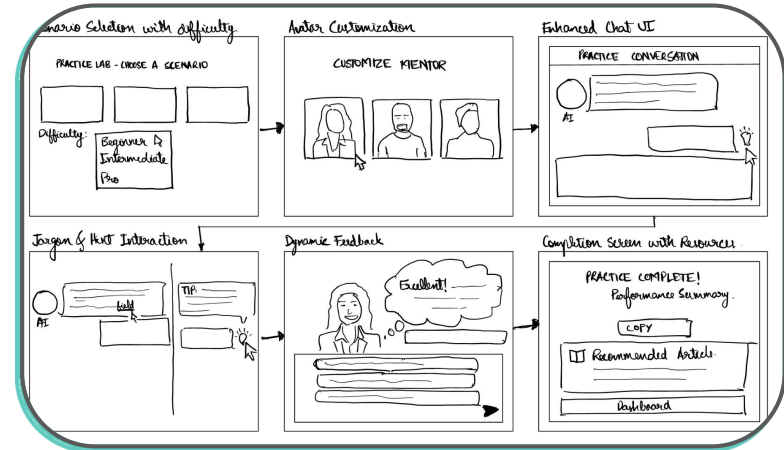 Scenario Selection with difficulty
PRACTICE LAB - CHOOSE A SCENARIO
Difficulty:
Beginner
Intermediate
Pro
Avatar Customization
CUSTOMIZE MENTOR
Enhanced Chat UI
PRACTICE CONVERSATION
AI
Jargon & Hint Interaction
AI
field
TIP:
Dynamic Feedback
Excellent!
Completion Screen with Resources
PRACTICE COMPLETE!
Performance Summary.
COPY
Recommended Article.
Dashboard